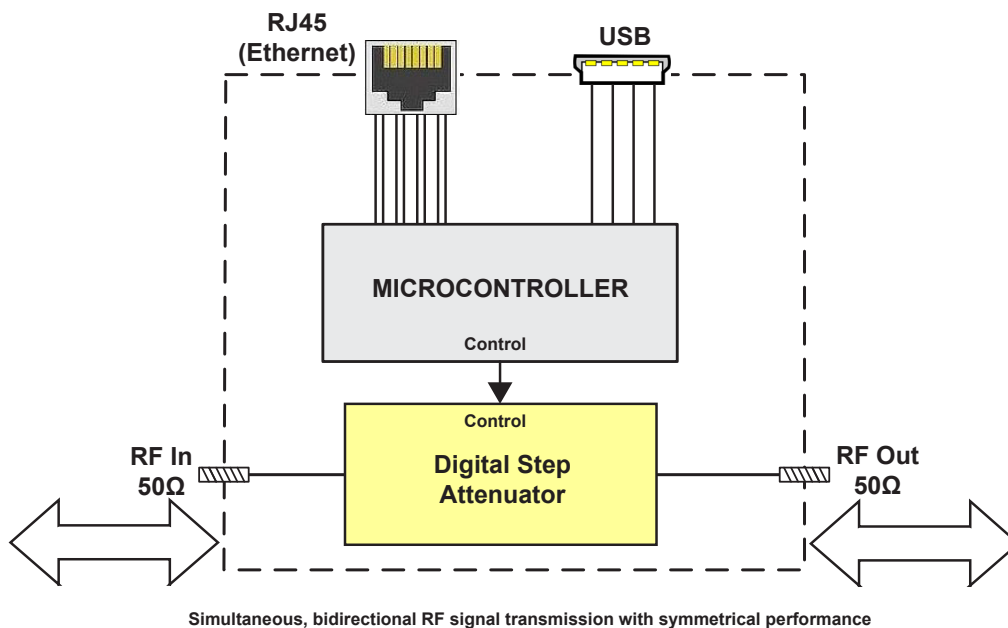 RJ45
(Ethernet)
USB
MICROCONTROLLER
Control
Control
Digital Step
Attenuator
RF In
50Ω
RF Out
50Ω
Simultaneous, bidirectional RF signal transmission with symmetrical performance